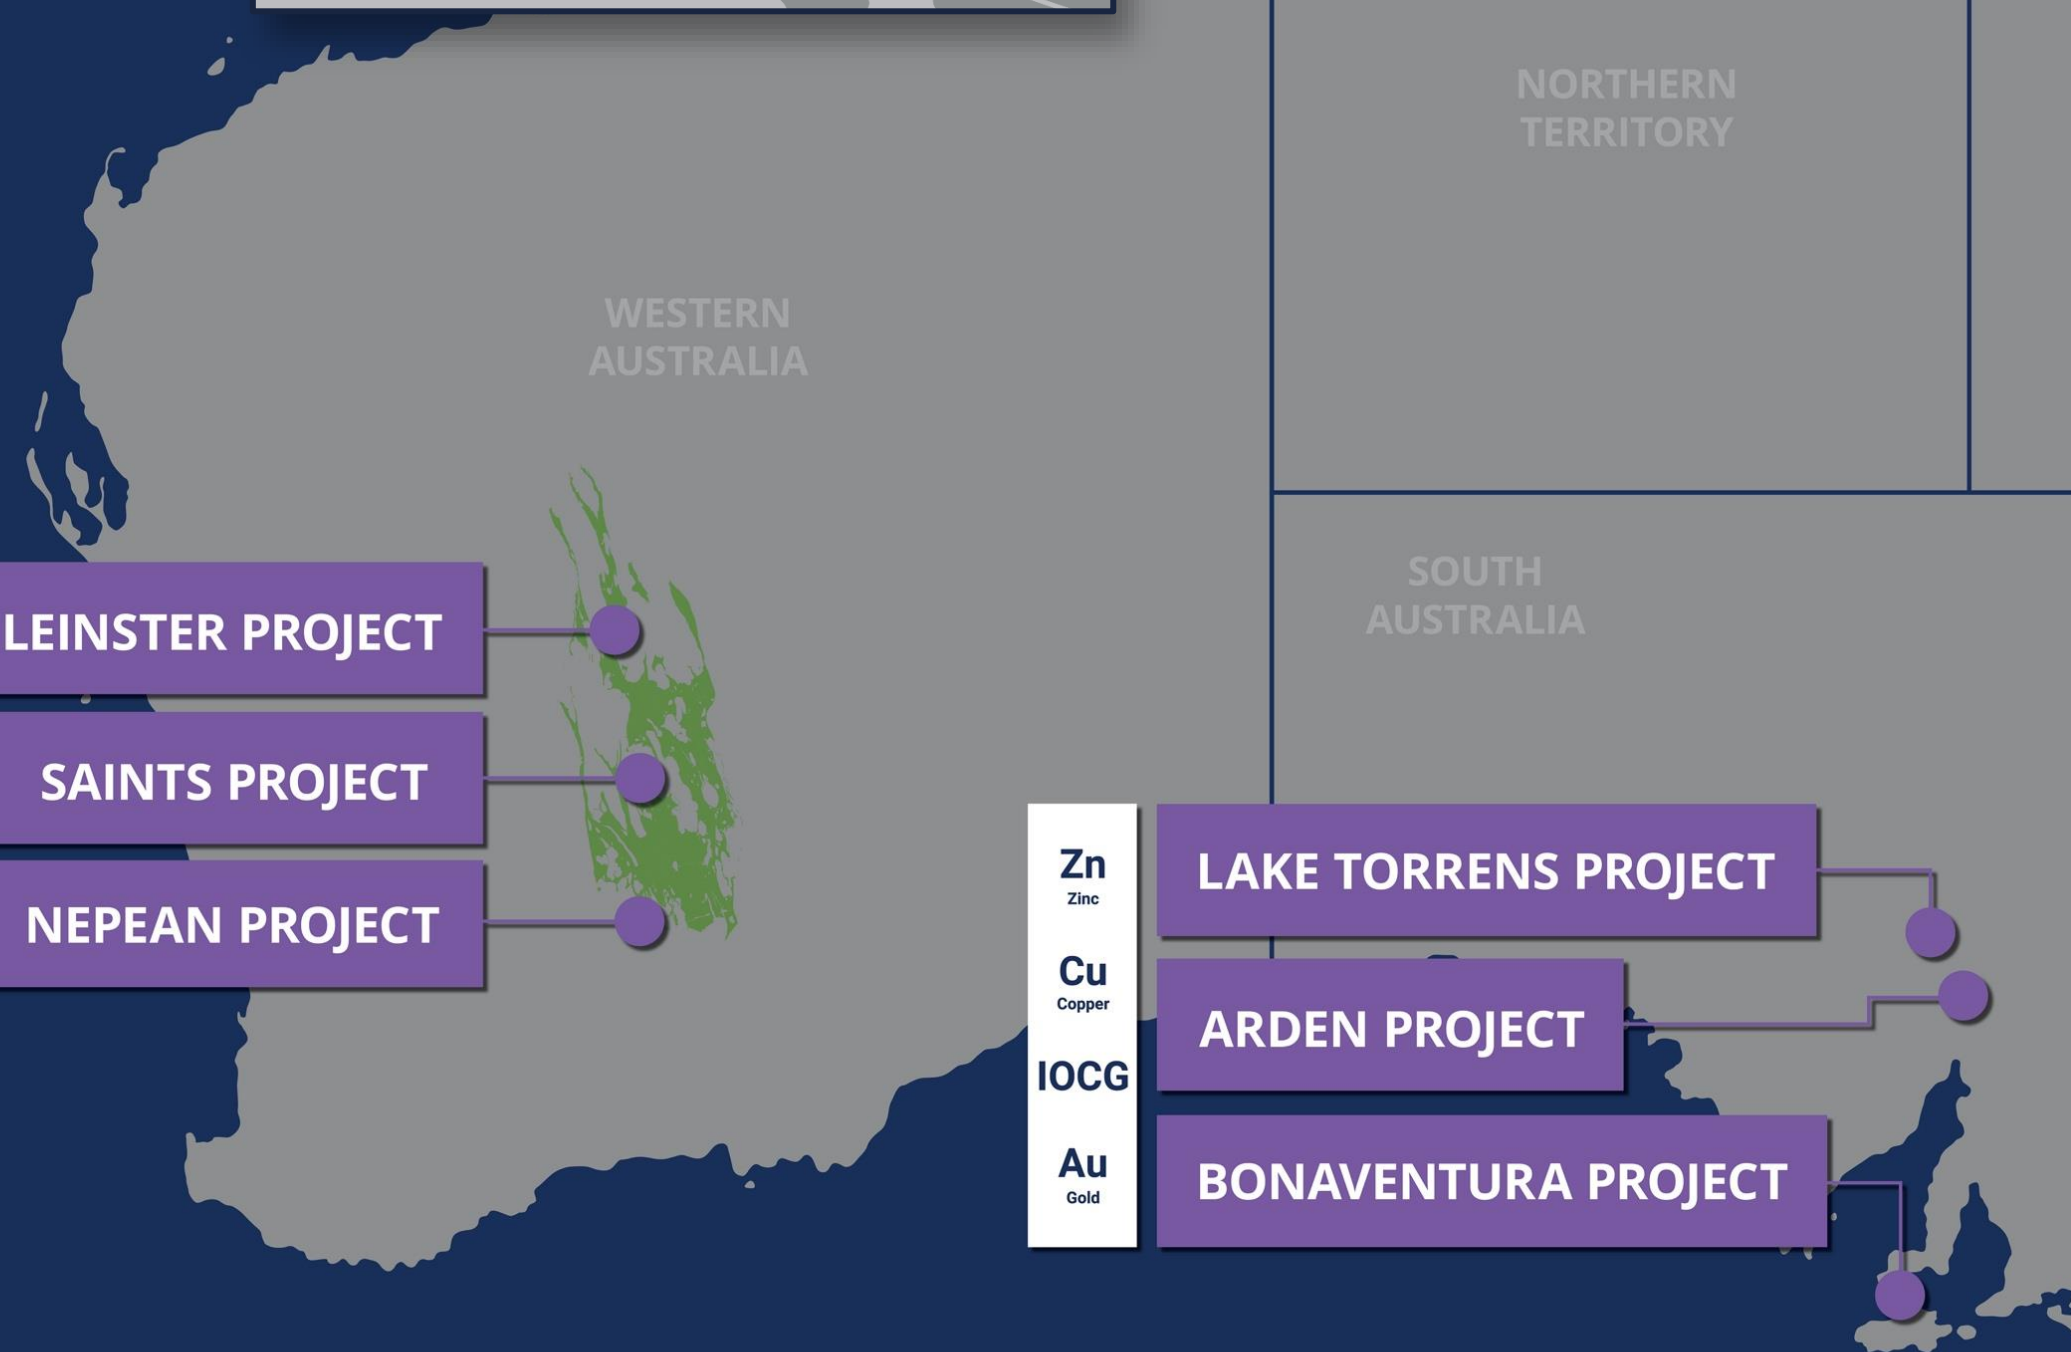 NORTHERN
TERRITORY
WESTERN
AUSTRALIA
SOUTH
AUSTRALIA
LEINSTER PROJECT
SAINTS PROJECT
NEPEAN PROJECT
Zn
Zinc
Cu
Copper
IOCG
Au
Gold
LAKE TORRENS PROJECT
ARDEN PROJECT
BONAVENTURA PROJECT